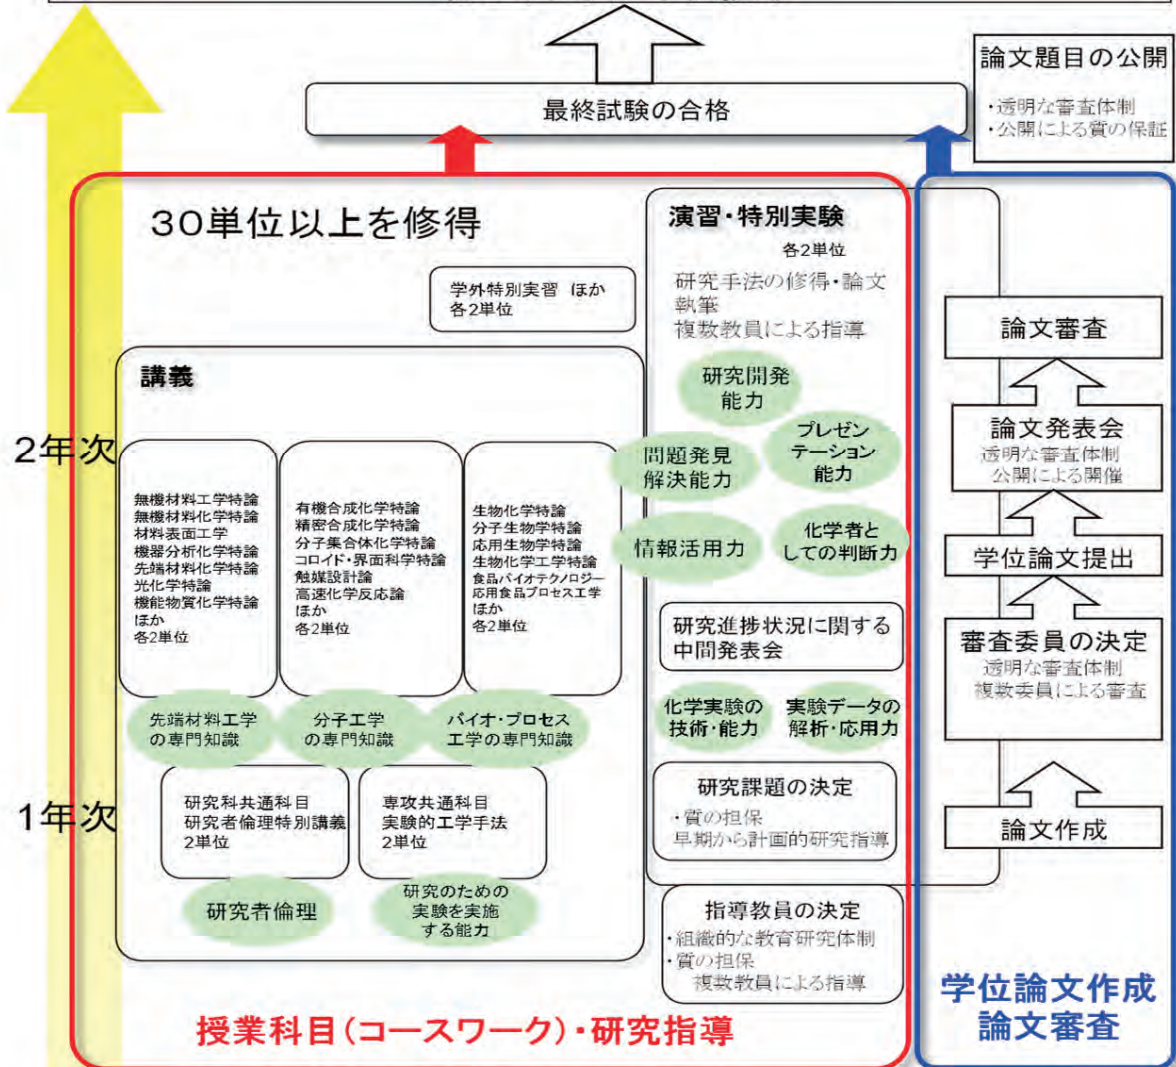 最終試験の合格
論文題目の公開
・透明な審査体制
・公開による質の保証
30単位以上を修得
学外特別実習 ほか
各2単位
演習・特別実験
各2単位
研究手法の修得・論文
執筆
複数教員による指導
講義
2年次
無機材料工学特論
無機材料化学特論
材料表面工学
機器分析化学特論
先端材料化学特論
光化学特論
機能物質化学特論
ほか
各2単位
有機合成化学特論
精密合成化学特論
分子集合体化学特論
コロイド・界面科学特論
触媒設計論
高速化学反応論
ほか
各2単位
生物化学特論
分子生物学特論
応用生物学特論
生物化学工学特論
食品バイオテクノロジー
応用食品プロセス工学
ほか
各2単位
先端材料工学
の専門知識
分子工学
の専門知識
バイオ・プロセス
工学の専門知識
1年次
研究科共通科目
研究者倫理特別講義
2単位
専攻共通科目
実験的工学手法
2単位
研究者倫理
研究のための
実験を実施
する能力
研究開発
能力
プレゼン
テーション
能力
問題発見
解決能力
情報活用力
化学者と
しての判断力
研究進捗状況に関する
中間発表会
化学実験の
技術・能力
実験データの
解析・応用力
研究課題の決定
・質の担保
早期から計画的研究指導
指導教員の決定
・組織的な教育研究体制
・質の担保
複数教員による指導
授業科目(コースワーク)・研究指導
論文審査
論文発表会
透明な審査体制
公開による開催
学位論文提出
審査委員の決定
透明な審査体制
複数委員による審査
論文作成
学位論文作成
論文審査